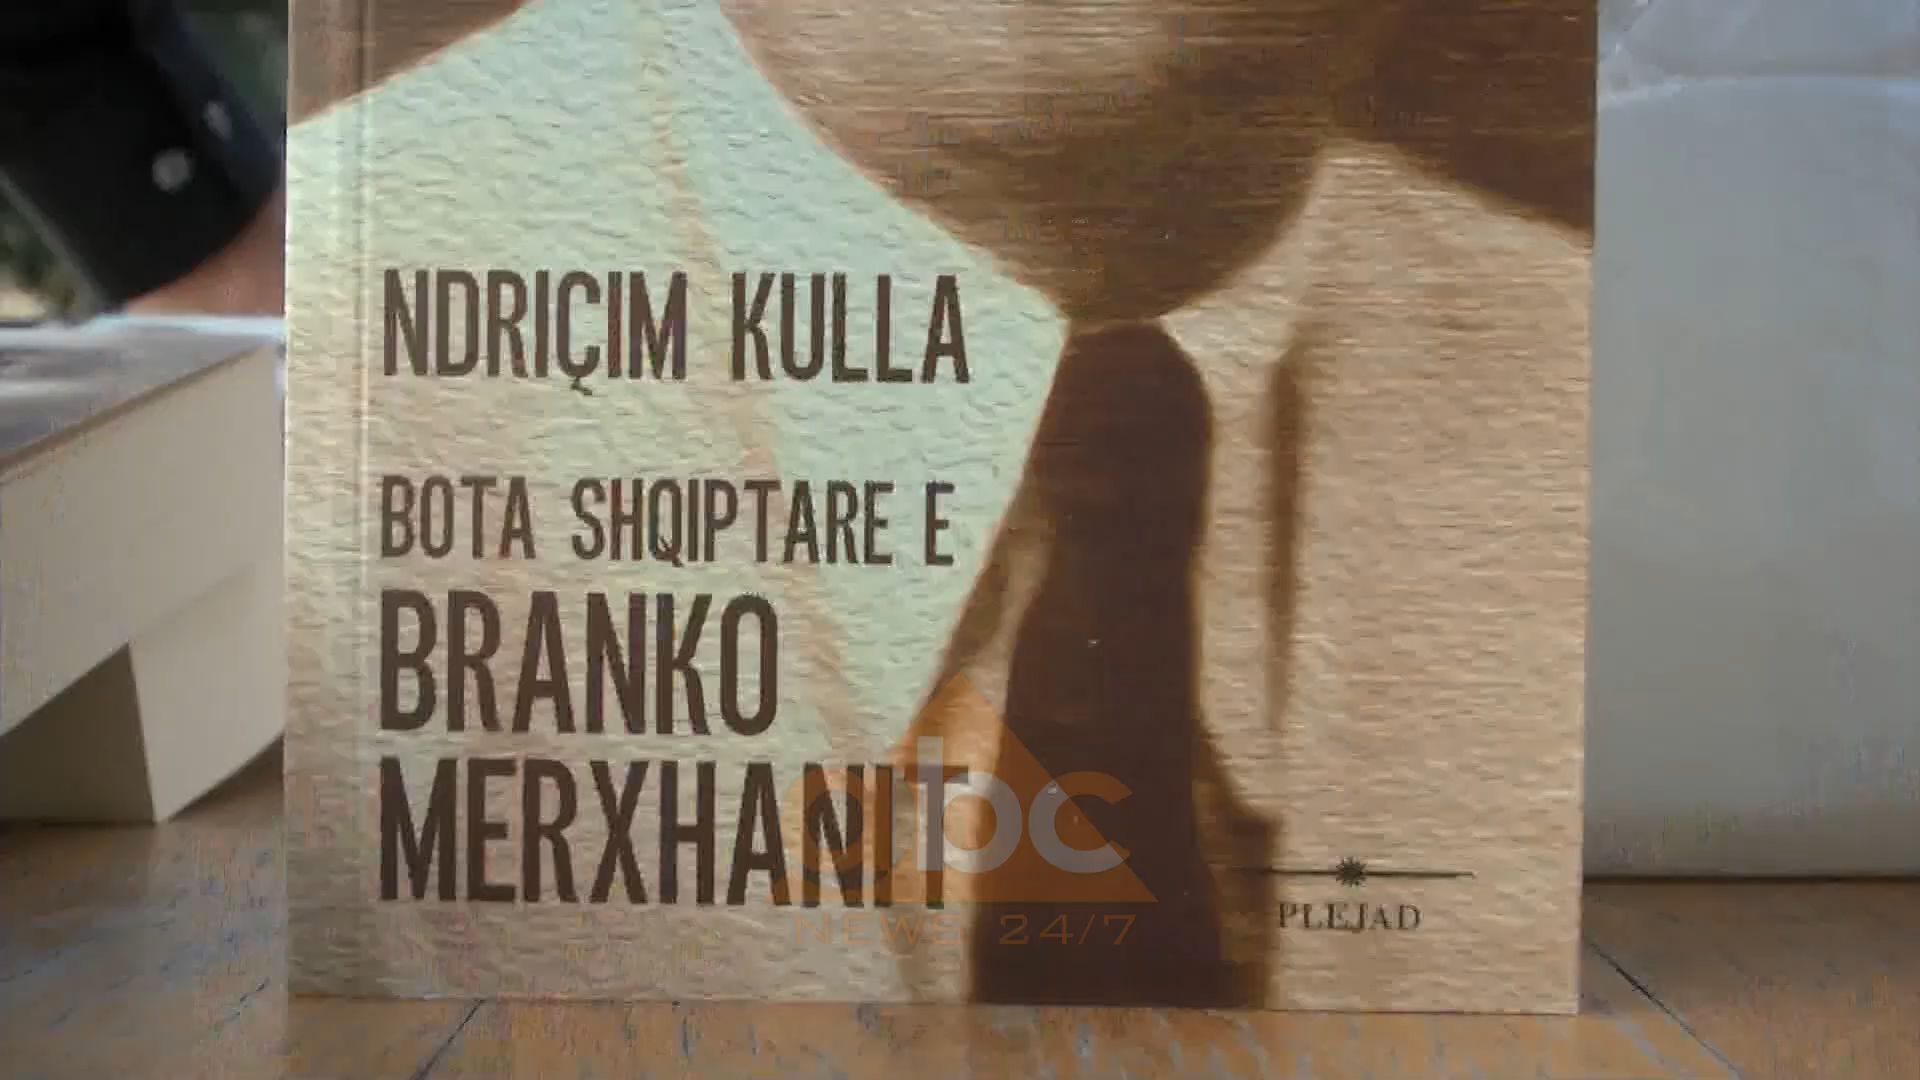 NDRIÇIM KULLA
BOTA SHQIPTARE E
BRANKO
MERXHANIT
abc
NEWS 24/7
PLEJAD